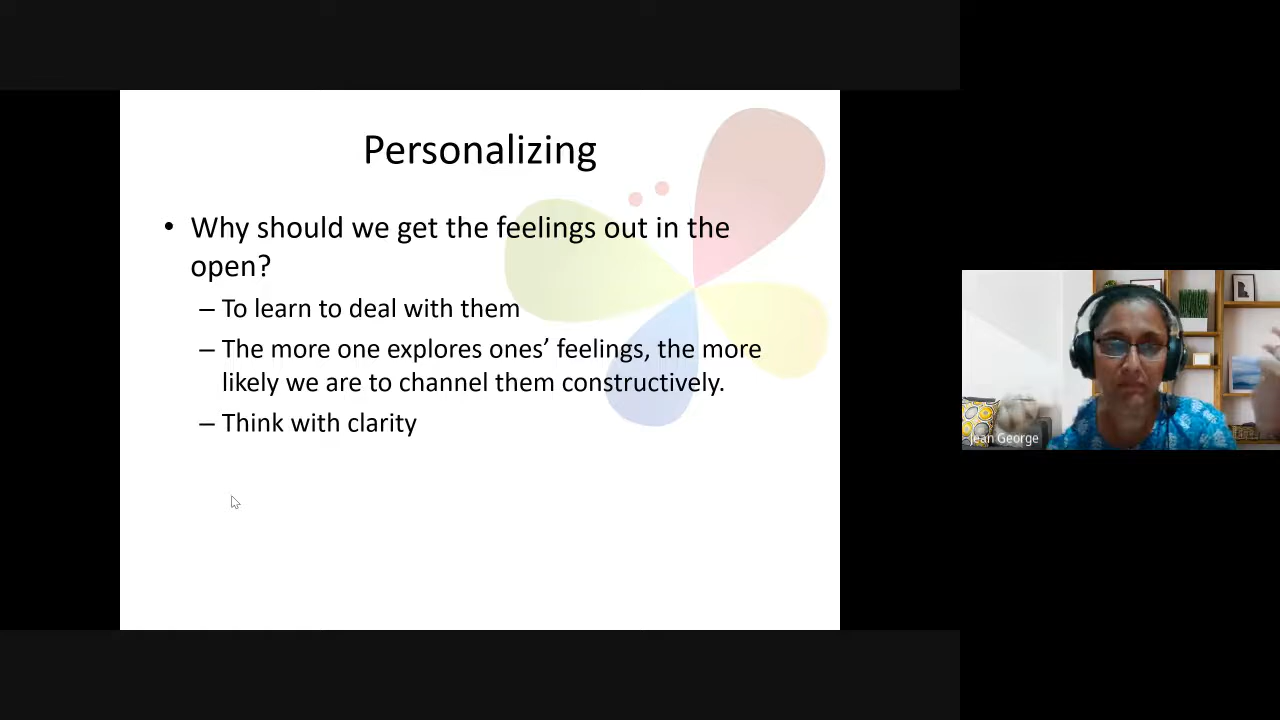 Personalizing
• Why should we get the feelings out in the
open?
– To learn to deal with them
– The more one explores ones’ feelings, the more
likely we are to channel them constructively.
– Think with clarity
Jean George